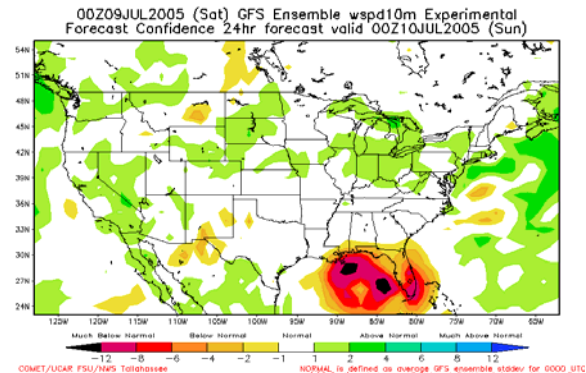 00Z09JUL2005 (Sat) GFS Ensemble wspd10m Experimental
Forecast Confidence 24hr forecast valid 00Z10JUL2005 (Sun)
54N
51N
48N
45N
42N
39N
36N
33N
30N
27N
24N
125W 120W 115W 110W 105W 100W 95W 90W 85W 80W 75W 70W 65W
Much Below Normal Below Normal Normal Above Normal Much Above Normal
-12 -8 -6 -4 -2 -1 1 2 4 6 8 12
COMET/UCAR FSU/NWS Tallahassee
NORMAL is defined as average GFS ensemble stddev for 0000 UTC